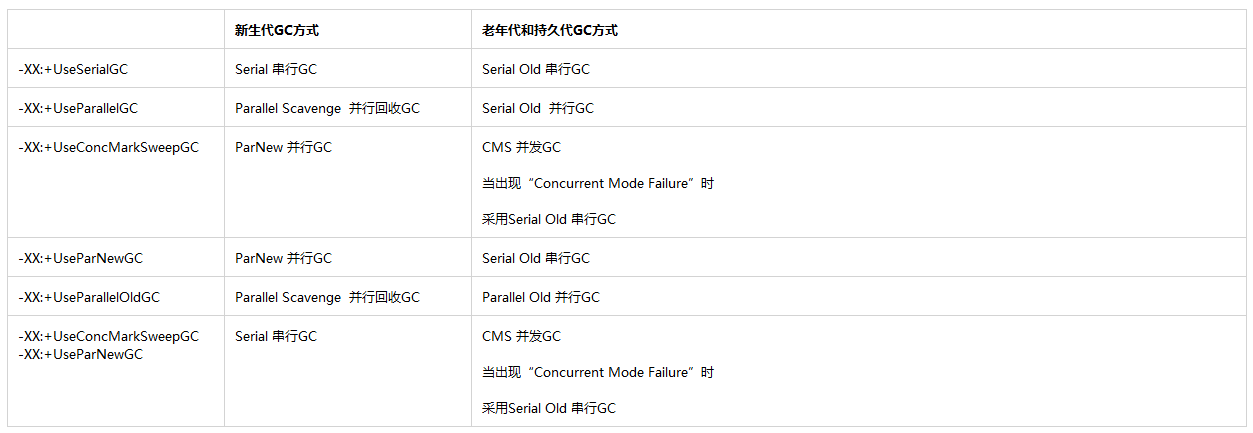 新生代GC方式 老年代和持久代GC方式
-XX:+UseSerialGC Serial 串行GC Serial Old 串行GC
-XX:+UseParallelGC Parallel Scavenge 并行回收GC Serial Old 并行GC
-XX:+UseConcMarkSweepGC ParNew 并行GC CMS 并发GC
当出现“Concurrent Mode Failure”时
采用Serial Old 串行GC
-XX:+UseParNewGC ParNew 并行GC Serial Old 串行GC
-XX:+UseParallelOldGC Parallel Scavenge 并行回收GC Parallel Old 并行GC
-XX:+UseConcMarkSweepGC Serial 串行GC CMS 并发GC
-XX:+UseParNewGC
当出现“Concurrent Mode Failure”时
采用Serial Old 串行GC